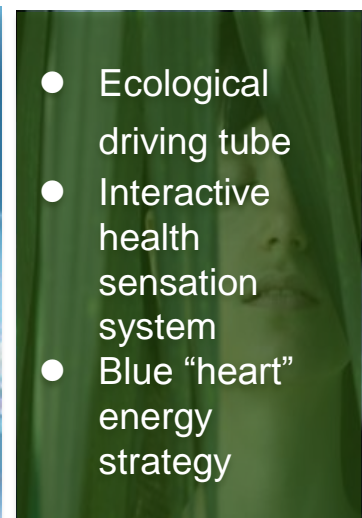 ● Ecological
driving tube
● Interactive
health
sensation
system
● Blue “heart”
energy
strategy